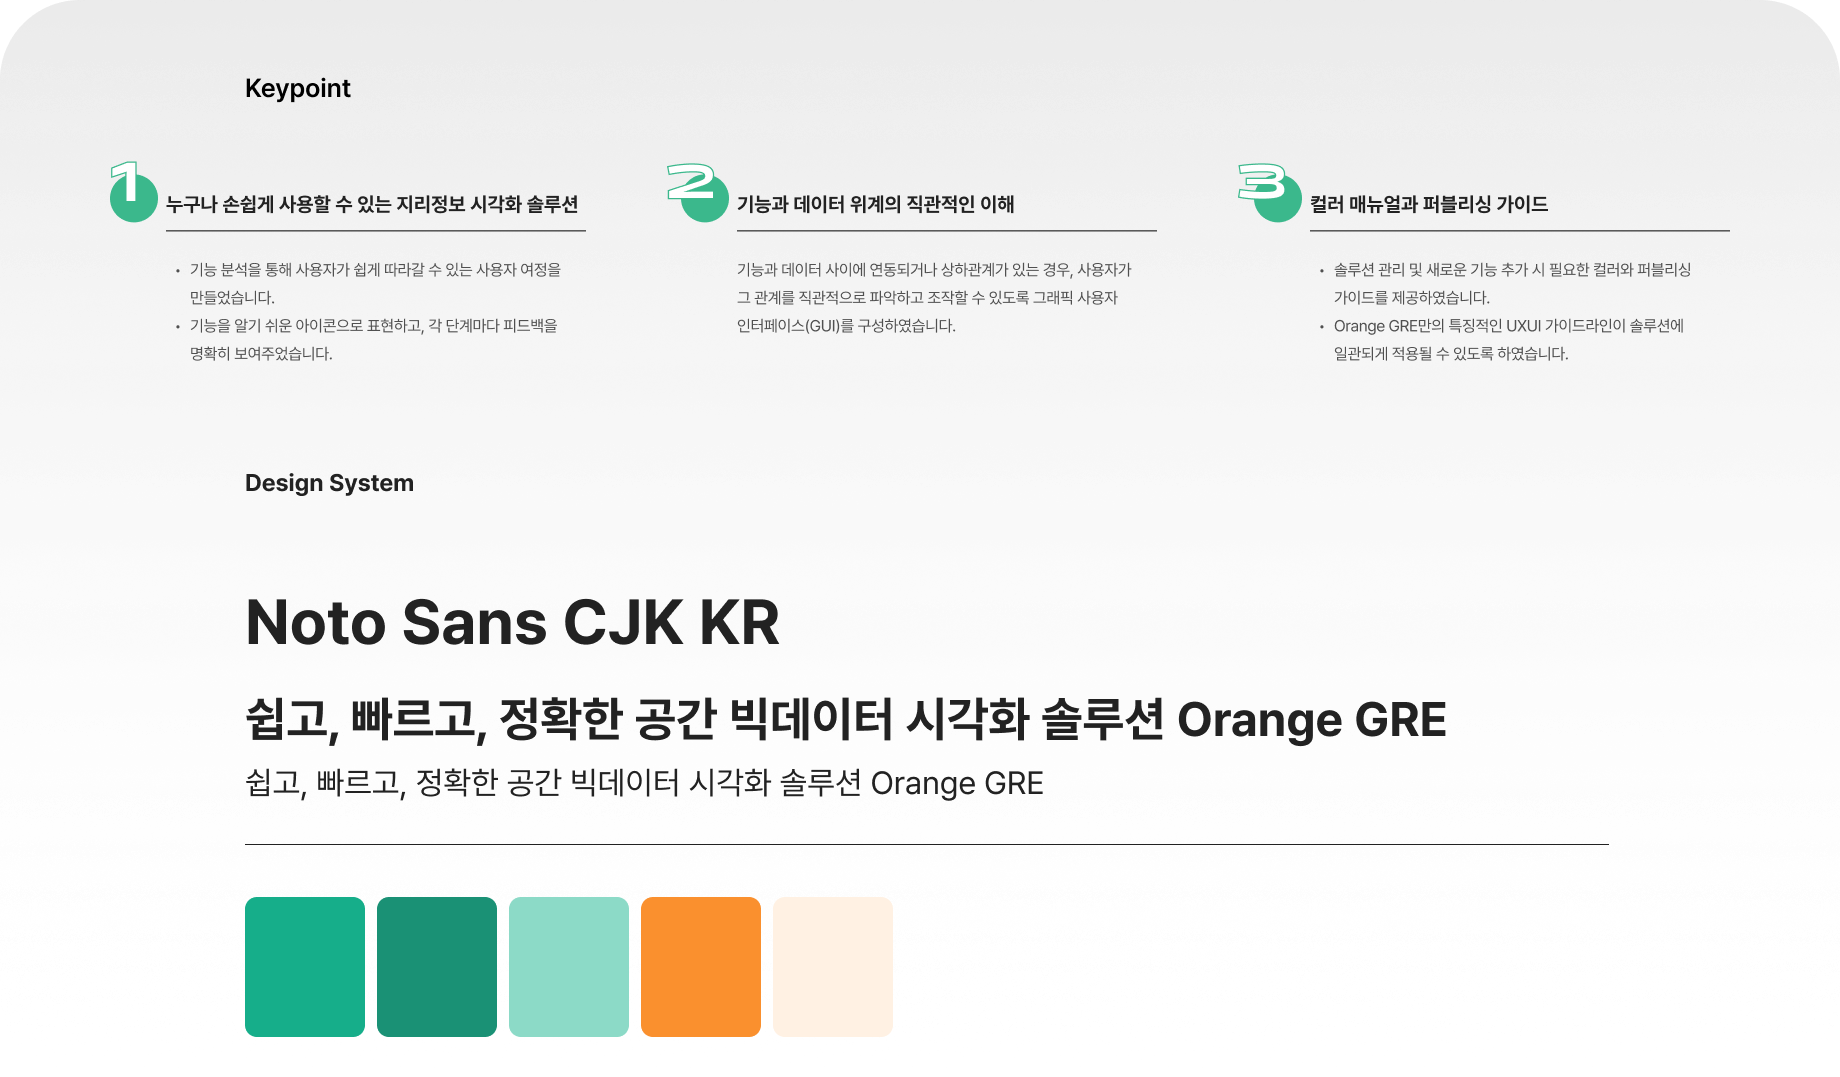 Keypoint
1
누구나 손쉽게 사용할 수 있는 지리정보 시각화 솔루션
• 기능 분석을 통해 사용자가 쉽게 따라갈 수 있는 사용자 여정을
만들었습니다.
• 기능을 알기 쉬운 아이콘으로 표현하고, 각 단계마다 피드백을
명확히 보여주었습니다.
2
기능과 데이터 위계의 직관적인 이해
기능과 데이터 사이에 연동되거나 상하관계가 있는 경우, 사용자가
그 관계를 직관적으로 파악하고 조작할 수 있도록 그래픽 사용자
인터페이스(GUI)를 구성하였습니다.
3
컬러 매뉴얼과 퍼블리싱 가이드
• 솔루션 관리 및 새로운 기능 추가 시 필요한 컬러와 퍼블리싱
가이드를 제공하였습니다.
• Orange GRE만의 특징적인 UXUI 가이드라인이 솔루션에
일관되게 적용될 수 있도록 하였습니다.
Design System
Noto Sans CJK KR
쉽고, 빠르고, 정확한 공간 빅데이터 시각화 솔루션 Orange GRE
쉽고, 빠르고, 정확한 공간 빅데이터 시각화 솔루션 Orange GRE